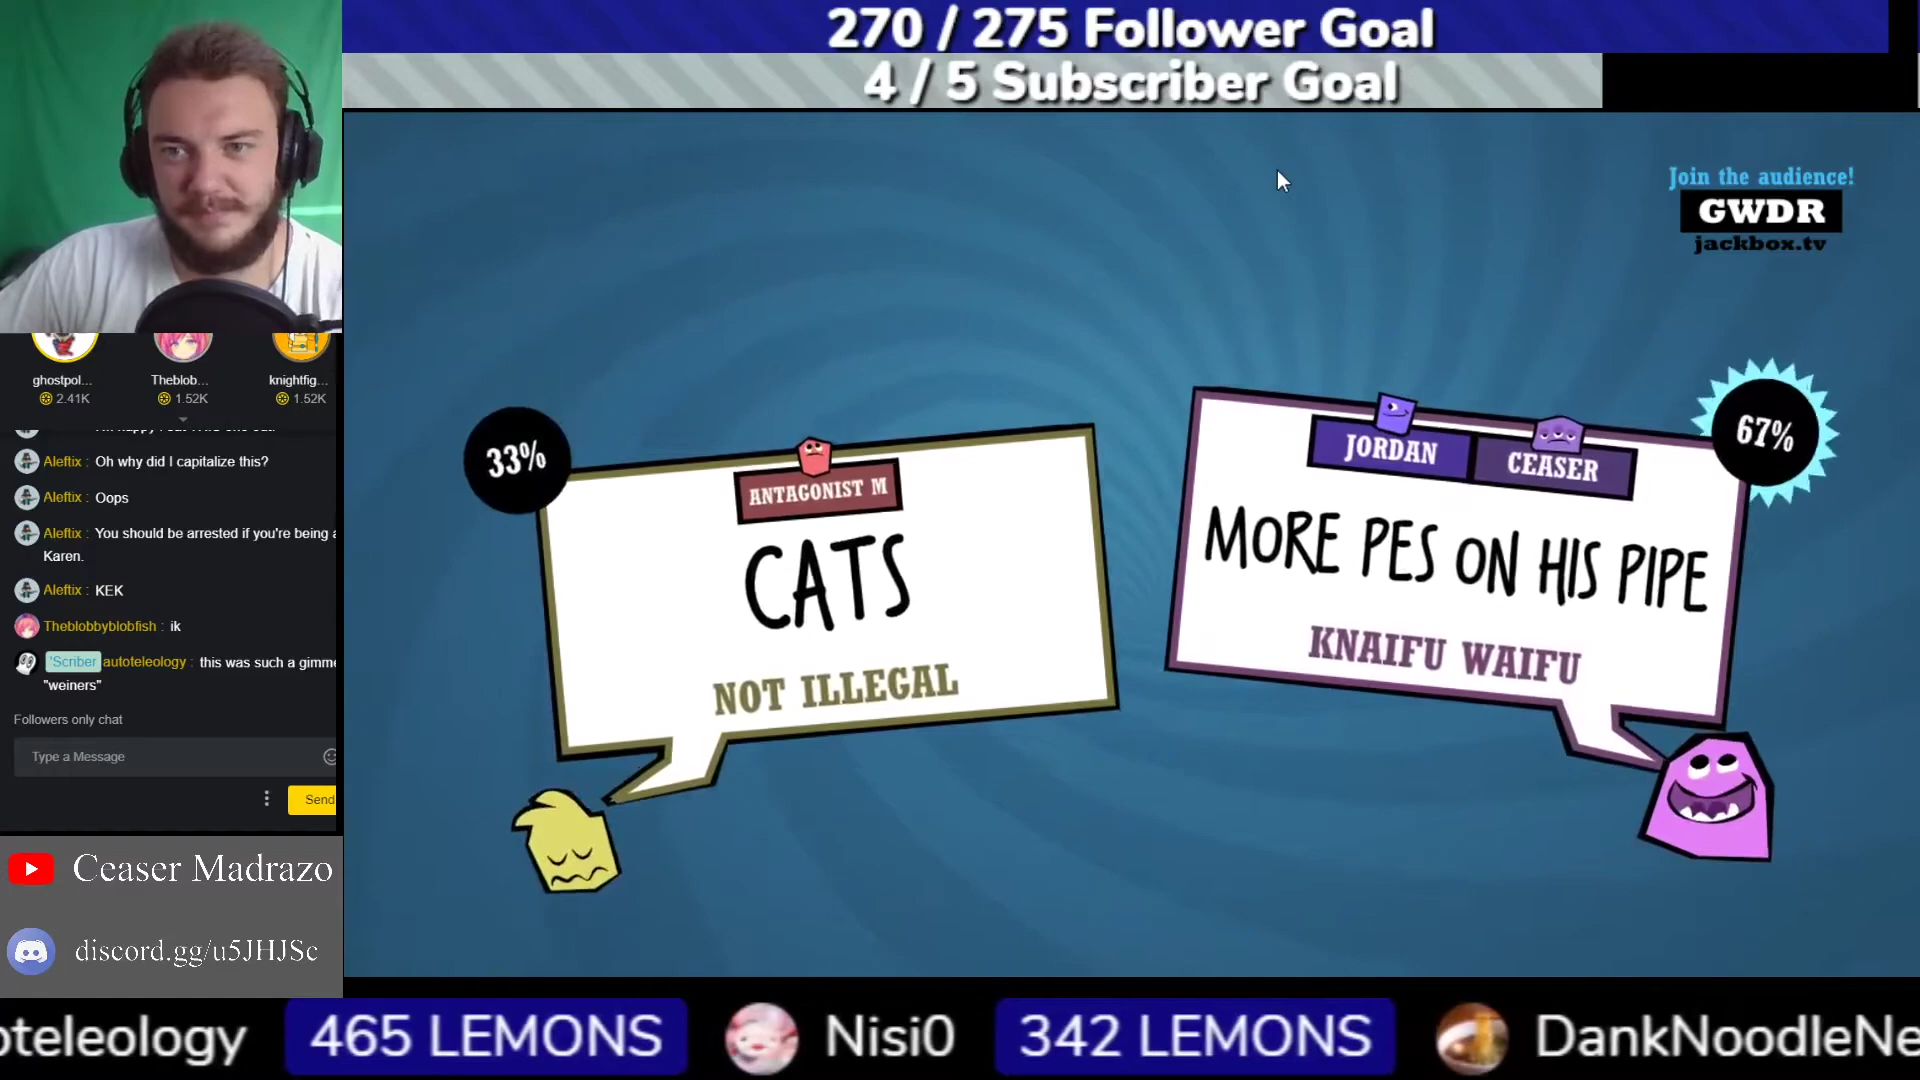 270 / 275 Follower Goal
4 / 5 Subscriber Goal
Join the audience!
GWDR
jackbox.tv
33%
ANTAGONIST M
CATS
NOT ILLEGAL
67%
JORDAN
CEASER
MORE PES ON HIS PIPE
KNAIFU WAIFU
ghostpol...
Theblob...
knightfig...
2.41K
1.52K
1.52K
Aleftix : Oh why did I capitalize this?
Aleftix : Oops
Aleftix : You should be arrested if you're being a
Karen.
Aleftix : KEK
Theblobbyblobfish : ik
'Scriber autoteleology : this was such a gimme
"weiners"
Followers only chat
Type a Message
Send
Ceaser Madrazo
discord.gg/u5JHJSc
oteleology
465 LEMONS
Nisi0
342 LEMONS
DankNoodleNe